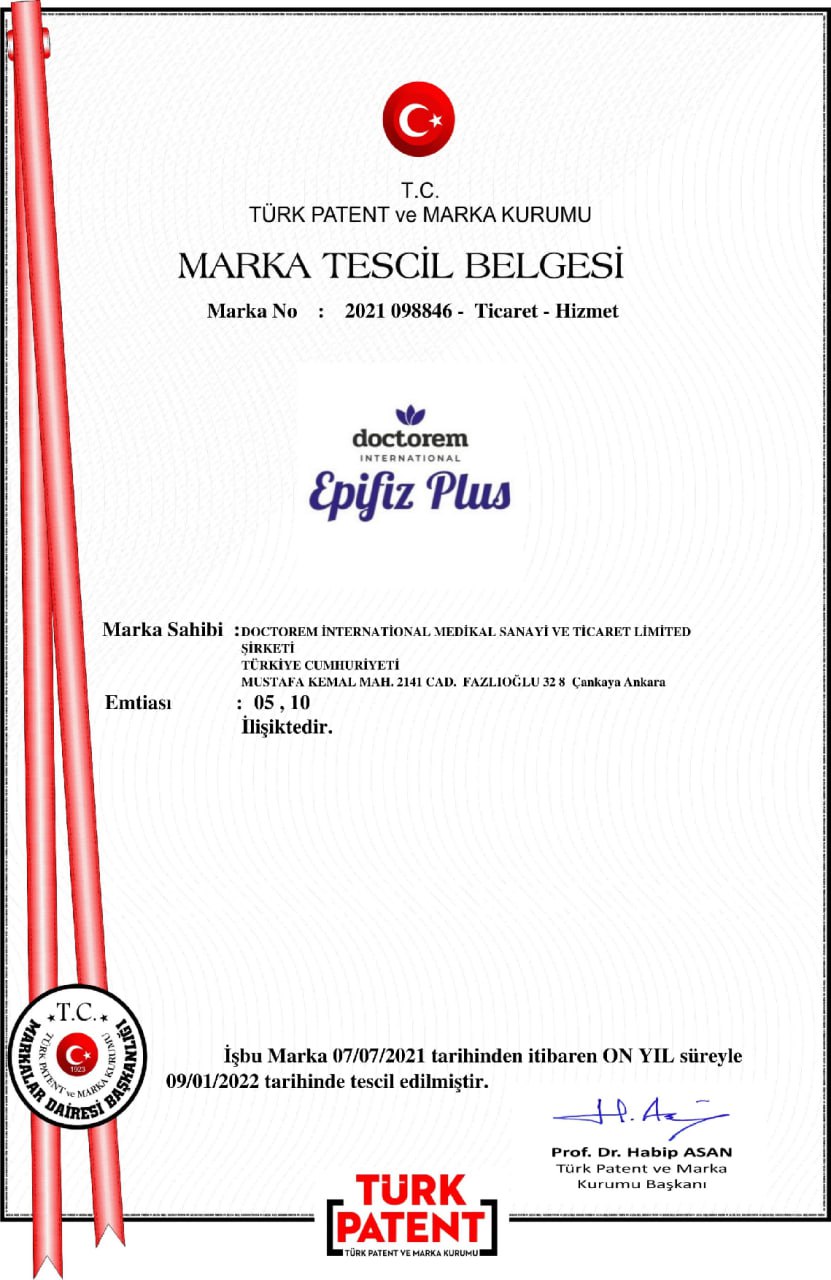 T.C.
TÜRK PATENT ve MARKA KURUMU
MARKA TESCİL BELGESİ
Marka No : 2021 098846 - Ticaret - Hizmet
doctorem
INTERNATIONAL
Epifiz Plus
Marka Sahibi :DOCTOREM İNTERNATİONAL MEDİKAL SANAYİ VE TİCARET LİMİTED
ŞİRKETİ
TÜRKİYE CUMHURİYETİ
MUSTAFA KEMAL MAH. 2141 CAD. FAZLIOĞLU 32 8 Çankaya Ankara
Emtiası : 05 , 10
İlişiktedir.
T.C.
TÜRK PATENT ve MARKA KURUMU
1923
MARKALAR DAİRESİ BAŞKANLIĞI
İşbu Marka 07/07/2021 tarihinden itibaren ON YIL süreyle
09/01/2022 tarihinde tescil edilmiştir.
H. Asan
Prof. Dr. Habip ASAN
Türk Patent ve Marka
Kurumu Başkanı
TÜRK
PATENT
TÜRK PATENT VE MARKA KURUMU